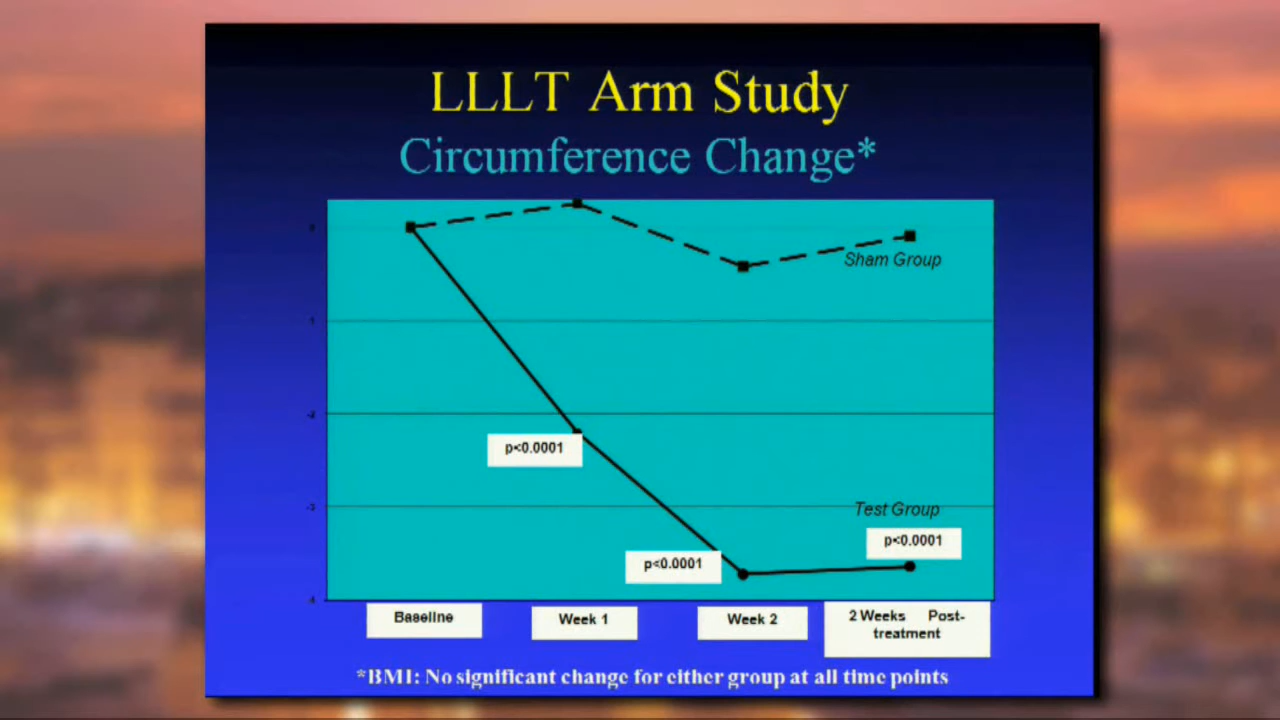 LLLT Arm Study
Circumference Change*
0
Sham Group
-1
-2
p<0.0001
-3
Test Group
p<0.0001
p<0.0001
-4
Baseline
Week 1
Week 2
2 Weeks Post-
treatment
*BMI: No significant change for either group at all time points